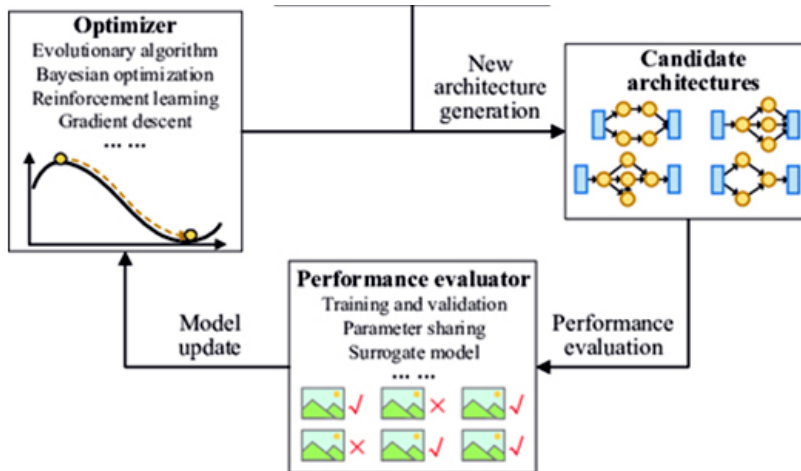 Optimizer
Evolutionary algorithm
Bayesian optimization
Reinforcement learning
Gradient descent
... ...
New
architecture
generation
Candidate
architectures
Performance evaluator
Training and validation
Parameter sharing
Surrogate model
... ...
Model
update
Performance
evaluation